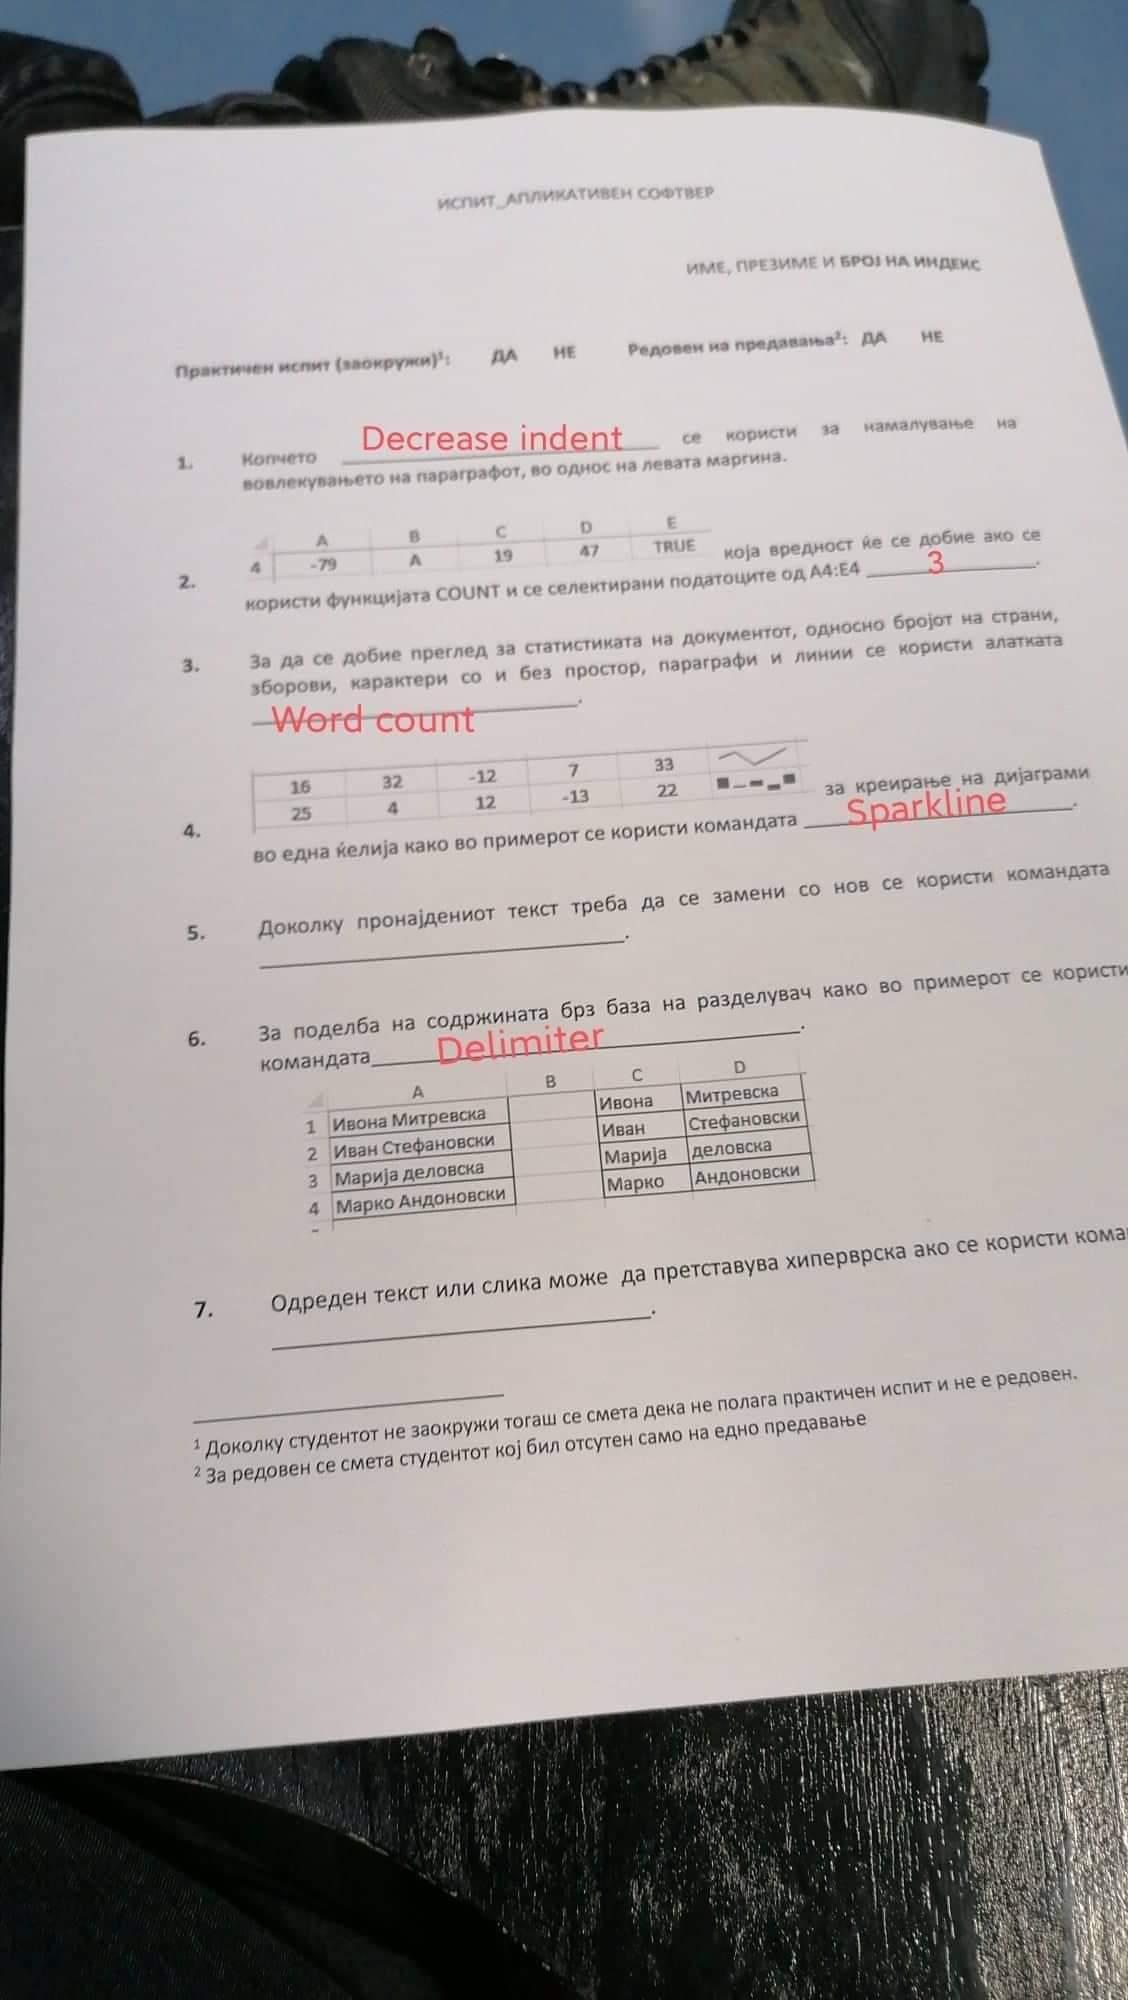 ИСПИТ_АПЛИКАТИВЕН СОФТВЕР
ИМЕ, ПРЕЗИМЕ И БРОЈ НА ИНДЕКС
Практичен испит (заокружи)¹: ДА НЕ Редовен на предавања²: ДА НЕ
1. Копчето Decrease indent се користи за намалување на
вовлекувањето на параграфот, во однос на левата маргина.
A B C D E
4 -79 A 19 47 TRUE
2. која вредност ќе се добие ако се
користи функцијата COUNT и се селектирани податоците од A4:E4 3.
3. За да се добие преглед за статистиката на документот, односно бројот на страни,
зборови, карактери со и без простор, параграфи и линии се користи алатката
Word count.
16 32 -12 7 33
25 4 12 -13 22
4. за креирање на дијаграми
во една ќелија како во примерот се користи командата Sparkline.
5. Доколку пронајдениот текст треба да се замени со нов се користи командата
.
6. За поделба на содржината брз база на разделувач како во примерот се користи
командата Delimiter.
A B C D
1 Ивона Митревска Ивона Митревска
2 Иван Стефановски Иван Стефановски
3 Марија деловска Марија деловска
4 Марко Андоновски Марко Андоновски
7. Одреден текст или слика може да претставува хиперврска ако се користи
.
¹ Доколку студентот не заокружи тогаш се смета дека не полага практичен испит и не е редовен.
² За редовен се смета студентот кој бил отсутен само на едно предавање